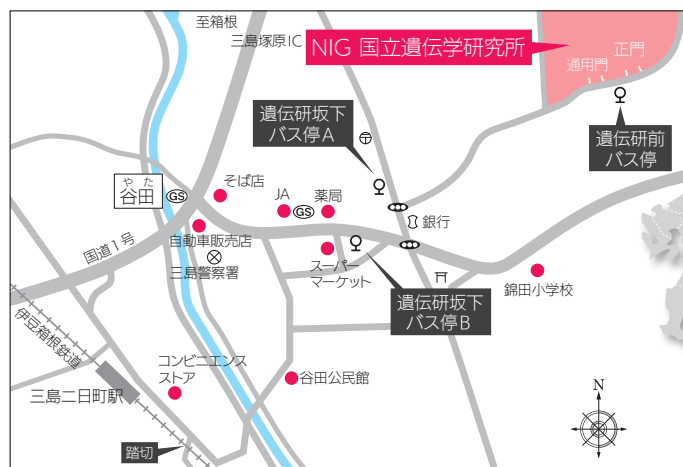 至箱根
三島塚原IC
NIG 国立遺伝学研究所
正門
通用門
遺伝研坂下
バス停A
遺伝研前
バス停
やた
谷田
GS
そば店
JA
GS
薬局
銀行
国道1号
自動車販売店
三島警察署
スーパー
マーケット
遺伝研坂下
バス停B
錦田小学校
伊豆箱根鉄道
コンビニエンス
ストア
谷田公民館
三島二日町駅
踏切
N